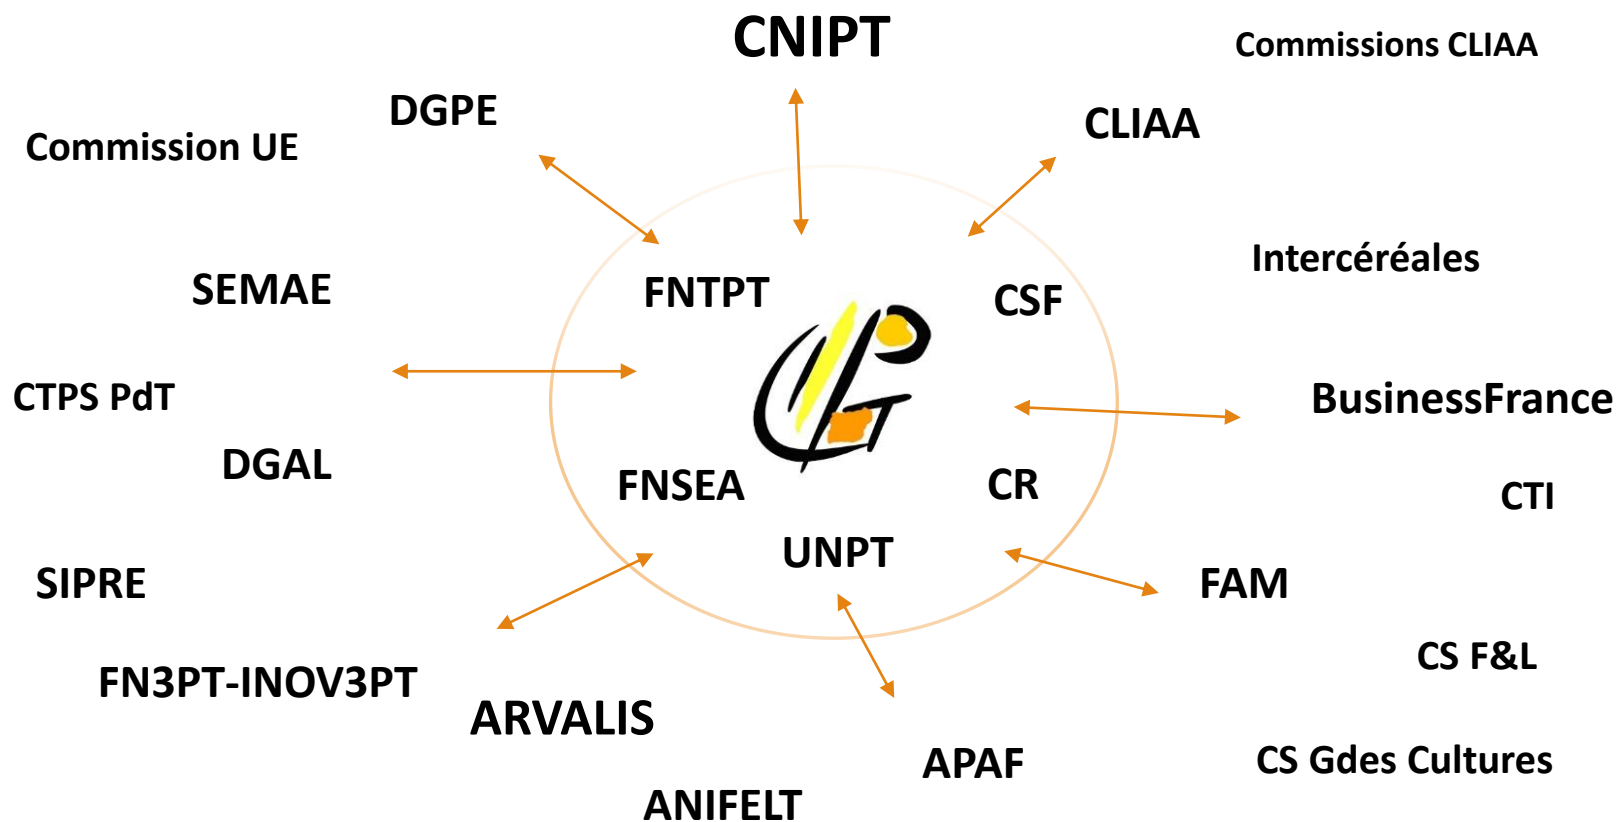 CNIPT
Commissions CLIAA
DGPE
CLIAA
Commission UE
Intercéréales
SEMAE
FNTPT
CSF
CTPS PdT
BusinessFrance
DGAL
FNSEA
CR
CTI
UNPT
SIPRE
FAM
CS F&L
FN3PT-INOV3PT
ARVALIS
APAF
CS Gdes Cultures
ANIFELT